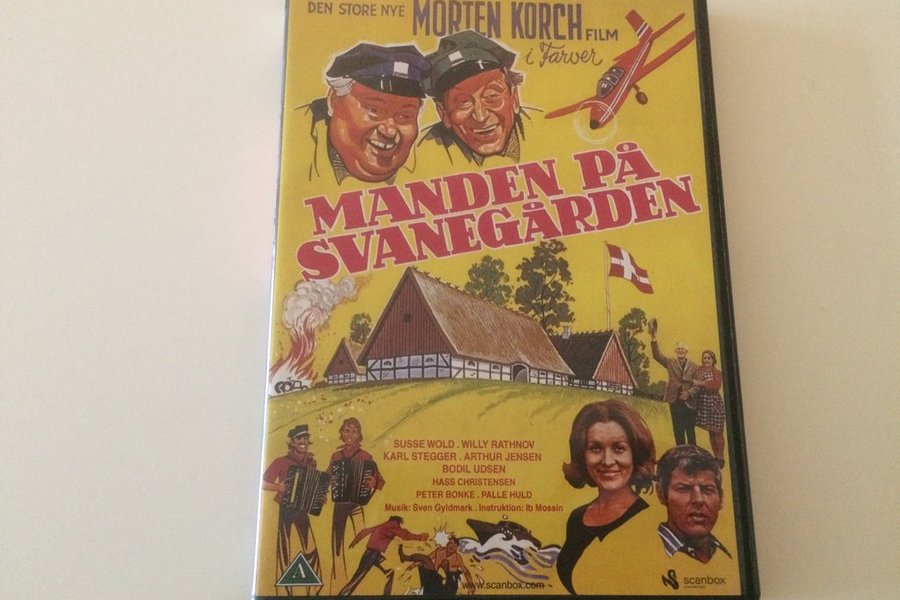 DEN STORE NYE MORTEN KORCH FILM
i Farver
MANDEN PÅ
SVANEGÅRDEN
SUSSE WOLD . WILLY RATHNOV
KARL STEGGER . ARTHUR JENSEN
BODIL UDSEN
HASS CHRISTENSEN
PETER BONKE . PALLE HULD
Musik: Sven Gyldmark . Instruktion: Ib Mossin
A
www.scanbox.com
scanbox